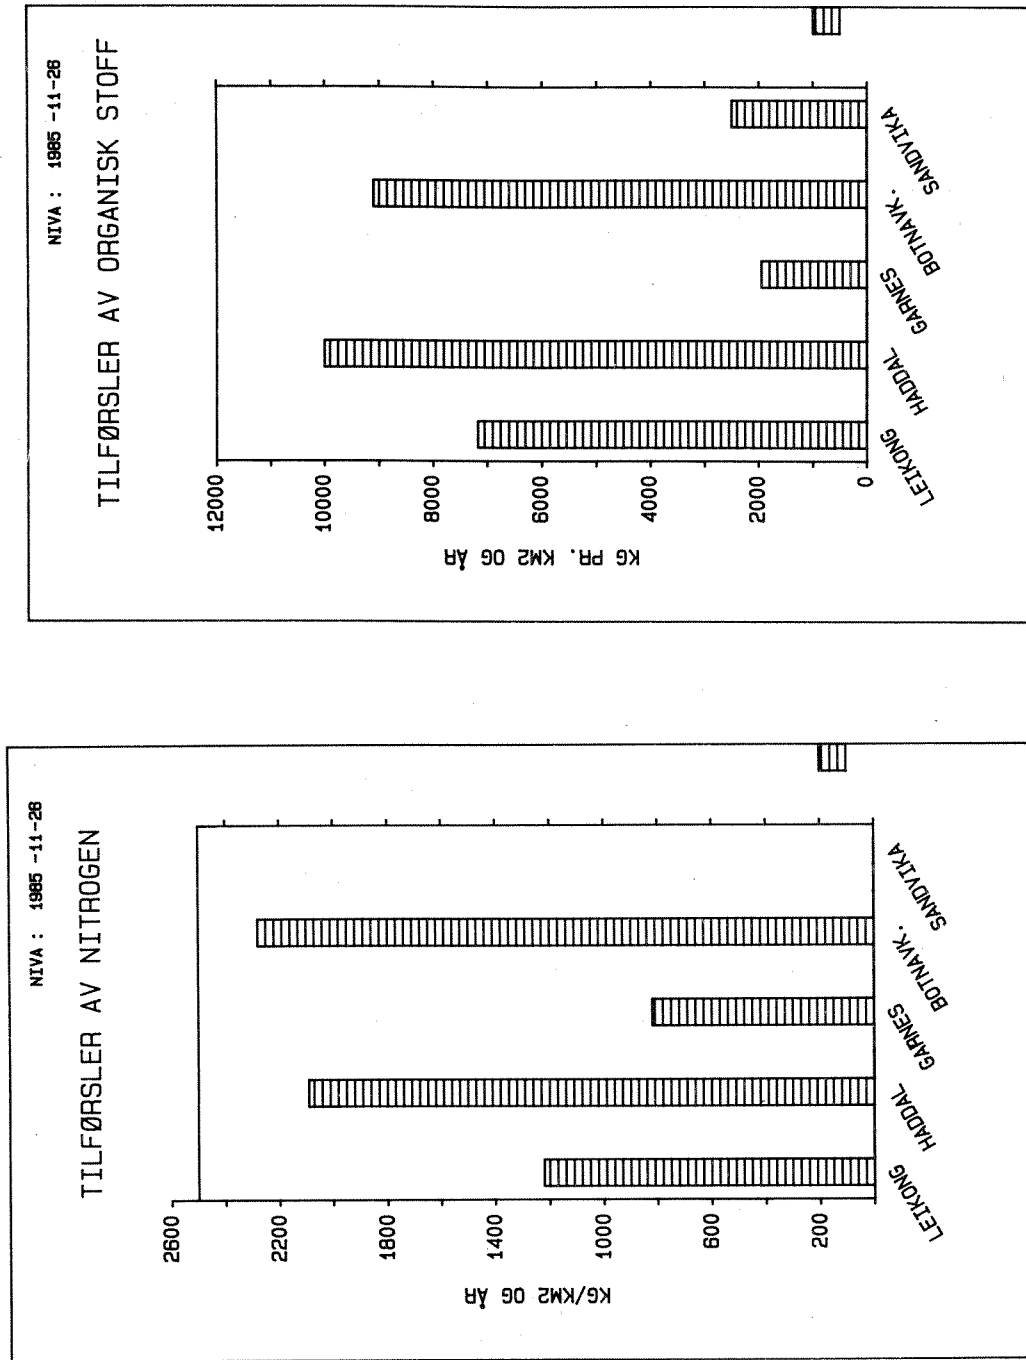 NIVA : 1985 -11-26
TILFØRSLER AV NITROGEN
KG/KM2 OG ÅR
2600
2200
1800
1400
1000
600
200
LEIKONG
HADDAL
GARNES
BOTNAVK.
SANDVIKA
NIVA : 1985 -11-26
TILFØRSLER AV ORGANISK STOFF
KG PR. KM2 OG ÅR
12000
10000
8000
6000
4000
2000
0
LEIKONG
HADDAL
GARNES
BOTNAVK.
SANDVIKA